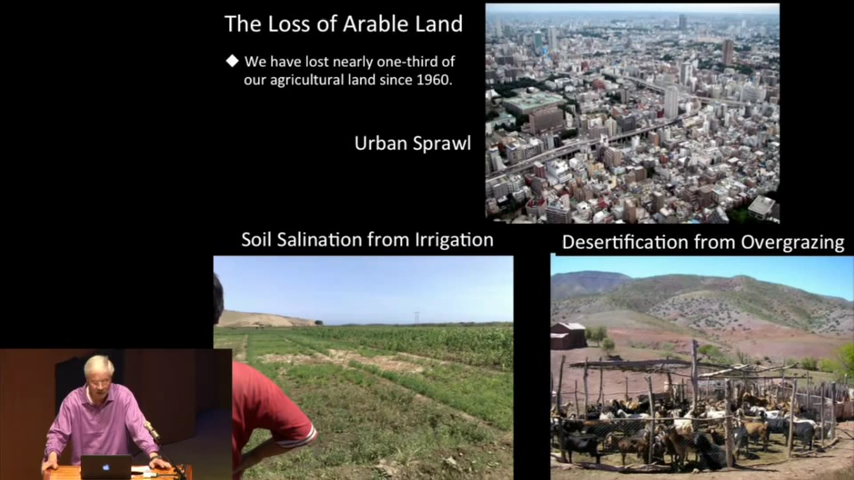 The Loss of Arable Land
We have lost nearly one-third of
our agricultural land since 1960.
Urban Sprawl
Soil Salination from Irrigation
Desertification from Overgrazing